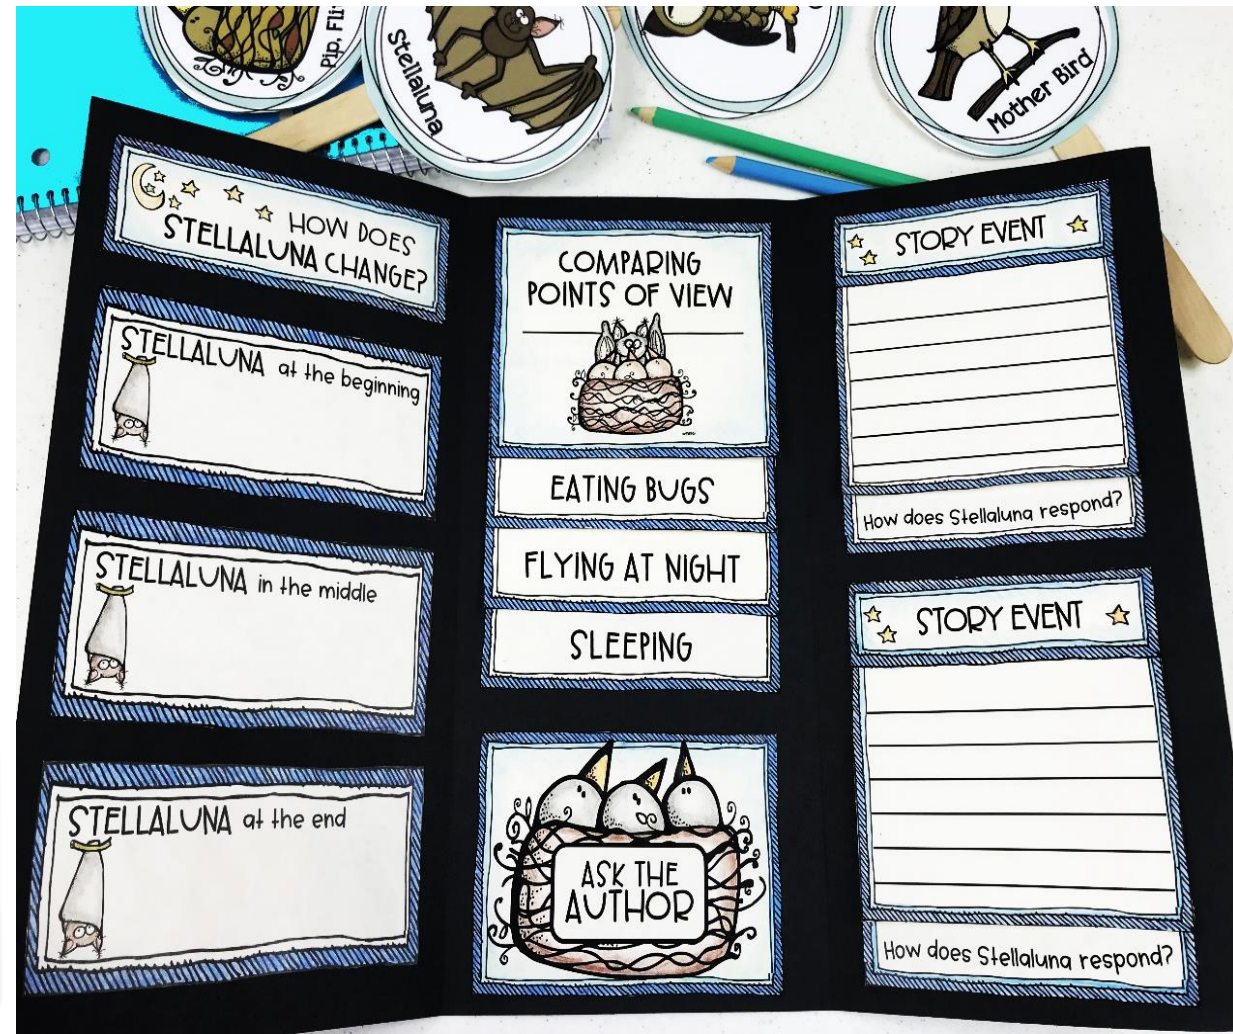 Pip, Fli
Stellaluna
Mother Bird
HOW DOES
STELLALUNA CHANGE?
STELLALUNA at the beginning
STELLALUNA in the middle
STELLALUNA at the end
COMPARING
POINTS OF VIEW
EATING BUGS
FLYING AT NIGHT
SLEEPING
ASK THE
AUTHOR
STORY EVENT
How does Stellaluna respond?
STORY EVENT
How does Stellaluna respond?